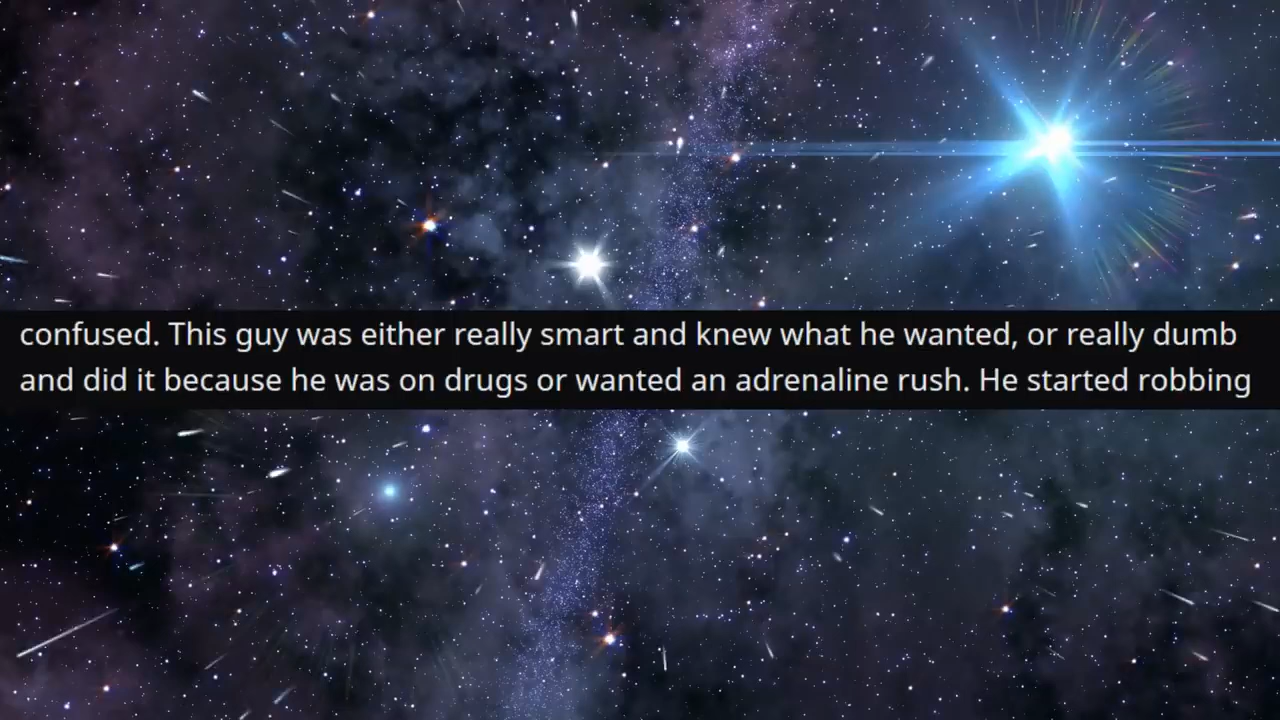 confused. This guy was either really smart and knew what he wanted, or really dumb
and did it because he was on drugs or wanted an adrenaline rush. He started robbing